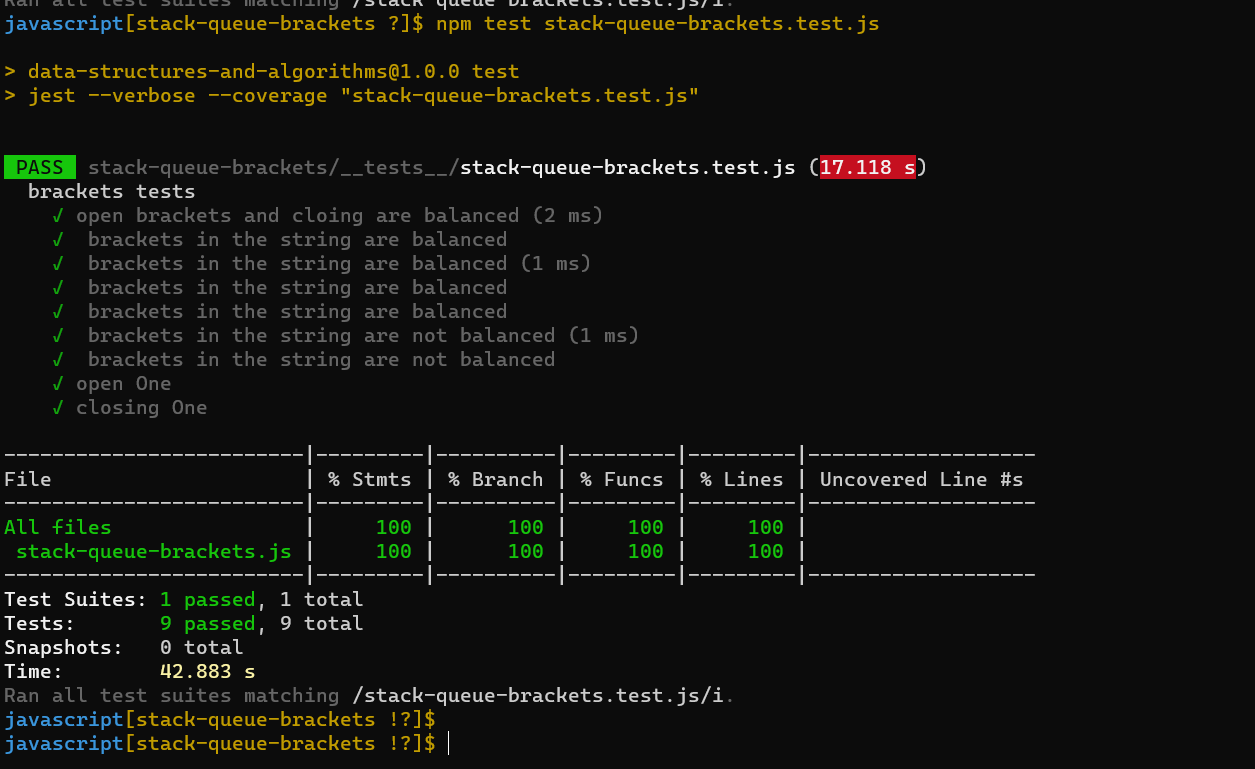 Ran all test suites matching /stack queue brackets.test.js/i.
javascript[stack-queue-brackets ?]$ npm test stack-queue-brackets.test.js
> data-structures-and-algorithms@1.0.0 test
> jest --verbose --coverage "stack-queue-brackets.test.js"
PASS stack-queue-brackets/__tests__/stack-queue-brackets.test.js (17.118 s)
brackets tests
√ open brackets and cloing are balanced (2 ms)
√  brackets in the string are balanced
√  brackets in the string are balanced (1 ms)
√  brackets in the string are balanced
√  brackets in the string are balanced
√  brackets in the string are not balanced (1 ms)
√  brackets in the string are not balanced
√ open One
√ closing One
-------------------------|---------|----------|---------|---------|-------------------
File                     | % Stmts | % Branch | % Funcs | % Lines | Uncovered Line #s
-------------------------|---------|----------|---------|---------|-------------------
All files                |     100 |      100 |     100 |     100 |
 stack-queue-brackets.js |     100 |      100 |     100 |     100 |
-------------------------|---------|----------|---------|---------|-------------------
Test Suites: 1 passed, 1 total
Tests:       9 passed, 9 total
Snapshots:   0 total
Time:        42.883 s
Ran all test suites matching /stack-queue-brackets.test.js/i.
javascript[stack-queue-brackets !?]$
javascript[stack-queue-brackets !?]$